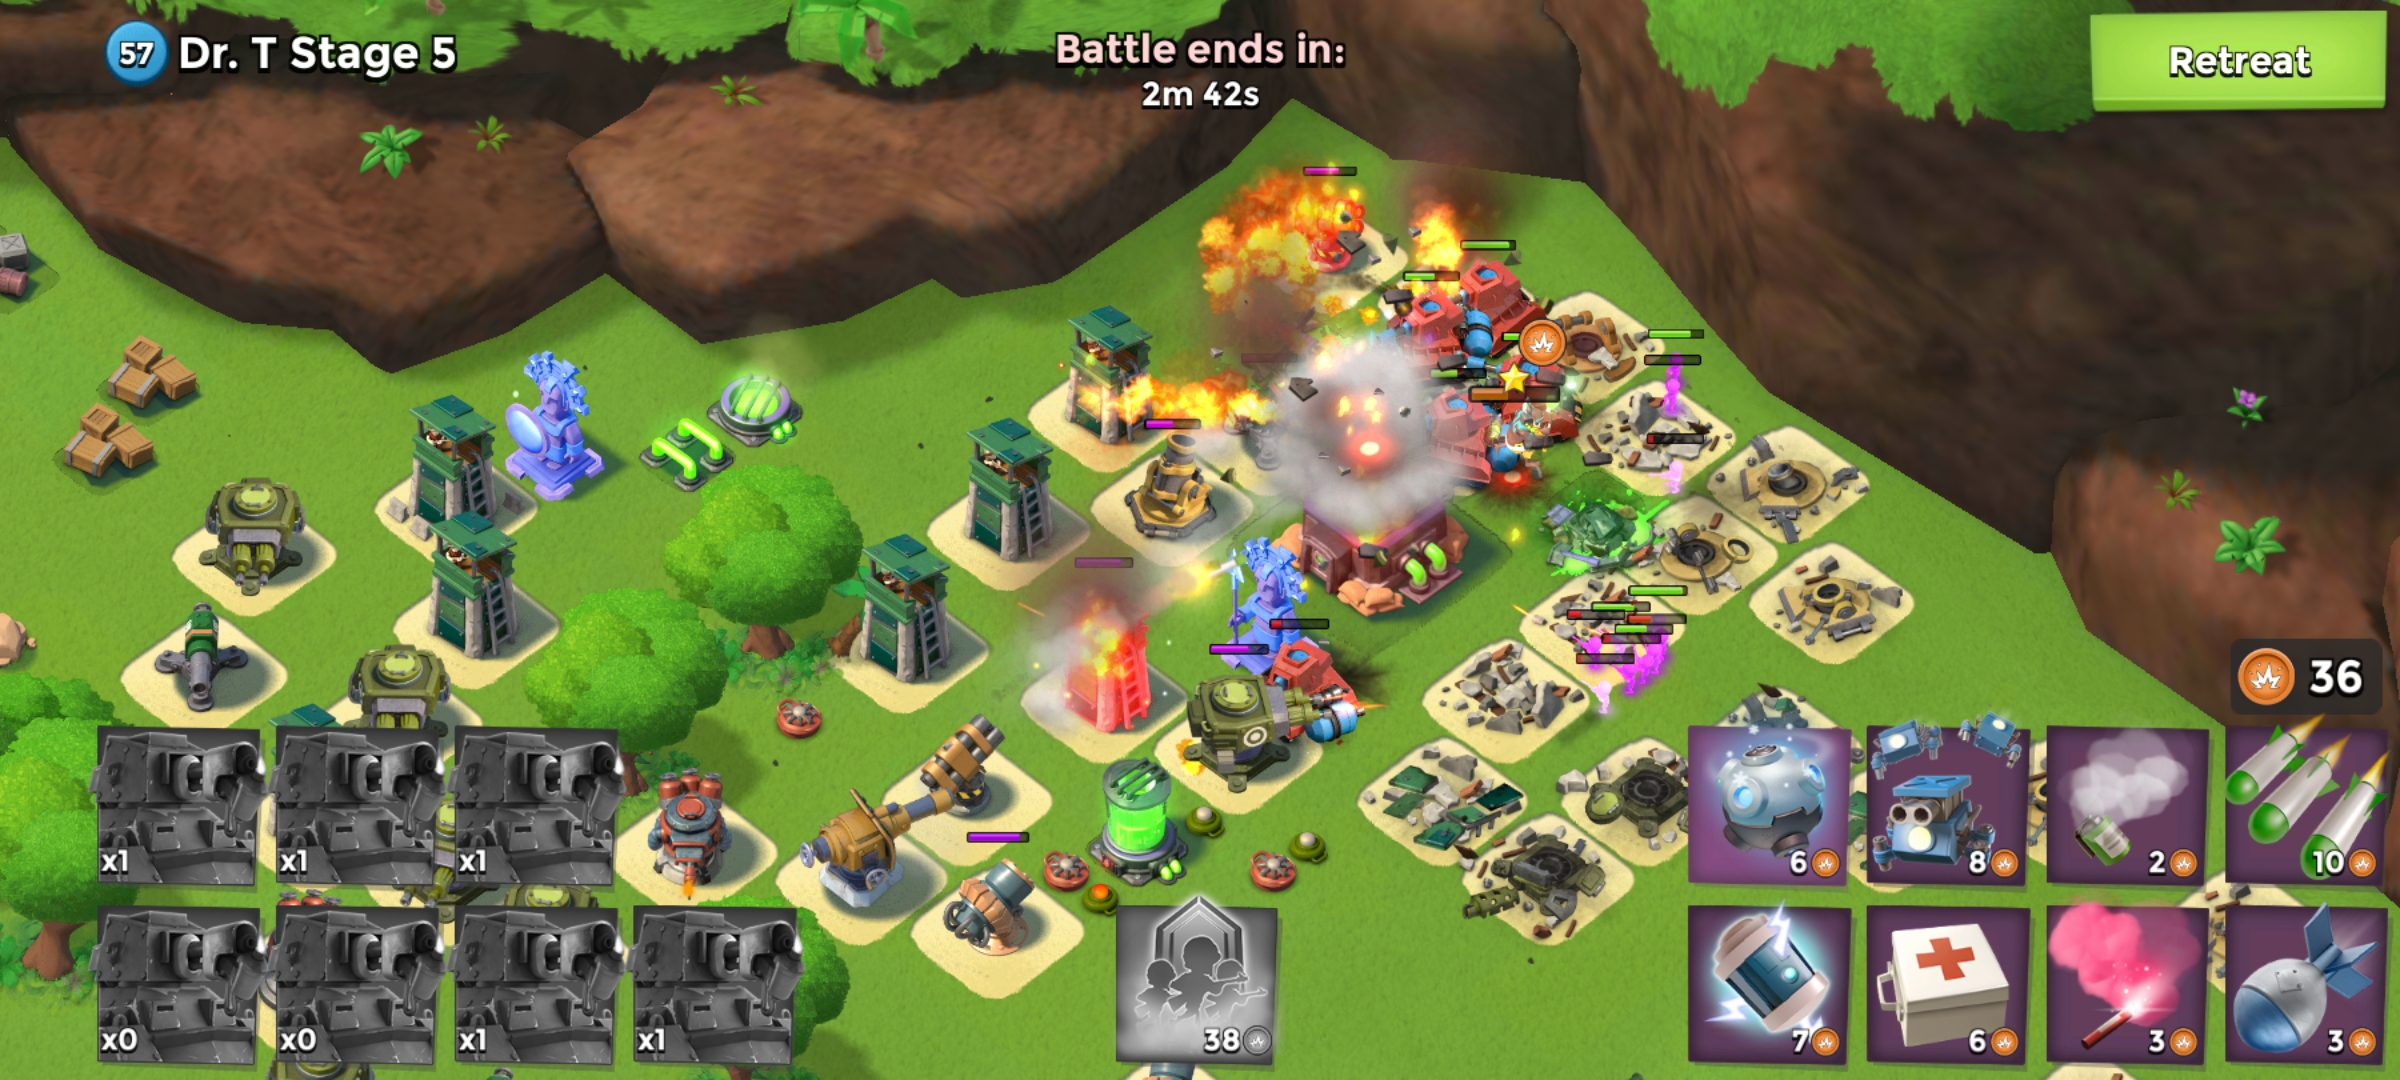 57 Dr. T Stage 5
Battle ends in:
2m 42s
Retreat
36
x1 x1 x1
6 8 2 10
x0 x0 x1 x1
38
7 6 3 3